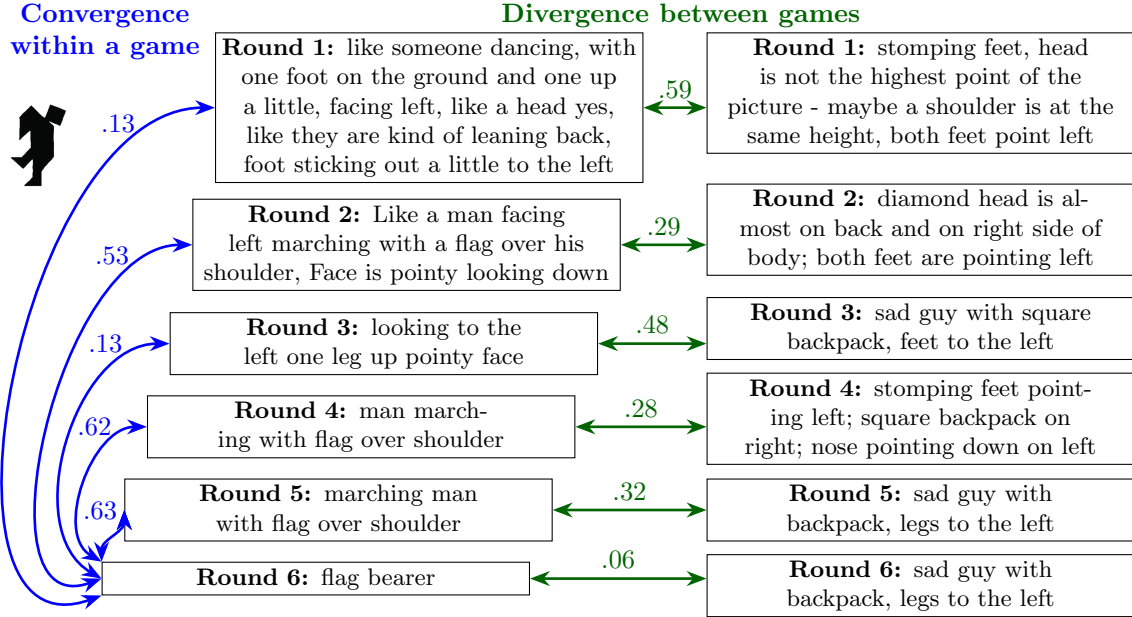 Convergence
within a game
Divergence between games
Round 1: like someone dancing, with
one foot on the ground and one up
a little, facing left, like a head yes,
like they are kind of leaning back,
foot sticking out a little to the left
.13
.59
Round 1: stomping feet, head
is not the highest point of the
picture - maybe a shoulder is at the
same height, both feet point left
Round 2: Like a man facing
left marching with a flag over his
shoulder, Face is pointy looking down
.53
.29
Round 2: diamond head is al-
most on back and on right side of
body; both feet are pointing left
Round 3: looking to the
left one leg up pointy face
.13
.48
Round 3: sad guy with square
backpack, feet to the left
Round 4: man march-
ing with flag over shoulder
.62
.28
Round 4: stomping feet point-
ing left; square backpack on
right; nose pointing down on left
Round 5: marching man
with flag over shoulder
.63
.32
Round 5: sad guy with
backpack, legs to the left
Round 6: flag bearer
.06
Round 6: sad guy with
backpack, legs to the left